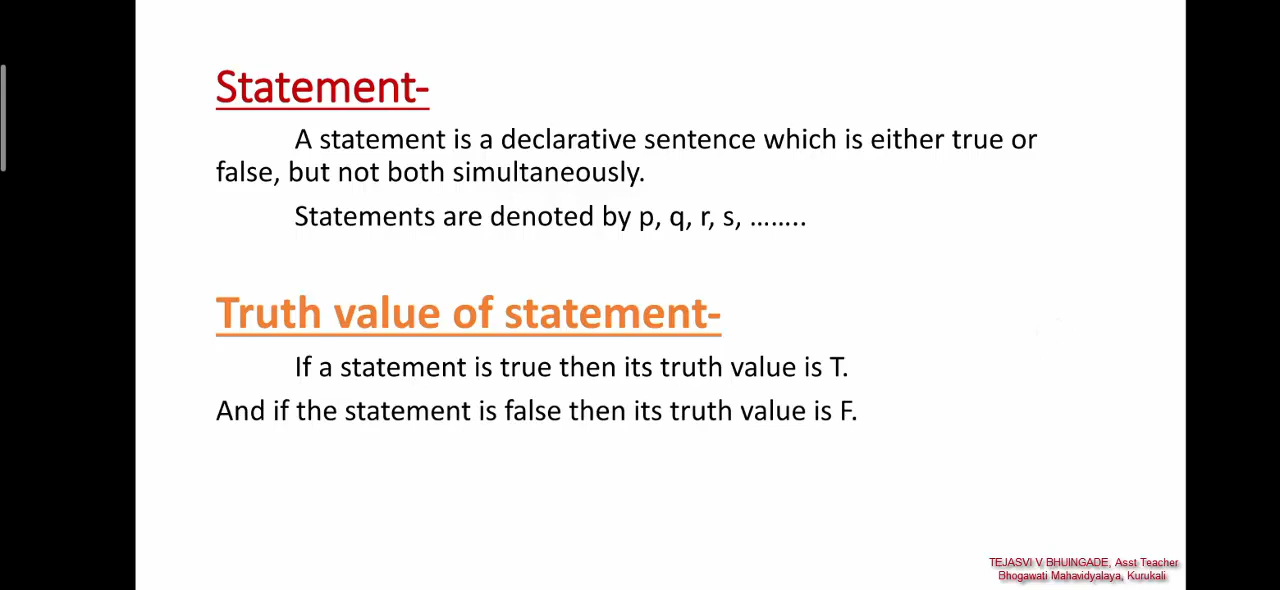 Statement-
A statement is a declarative sentence which is either true or
false, but not both simultaneously.
Statements are denoted by p, q, r, s, ……..
Truth value of statement-
If a statement is true then its truth value is T.
And if the statement is false then its truth value is F.
TEJASVI V BHUINGADE, Asst Teacher
Bhogawati Mahavidyalaya, Kurukali